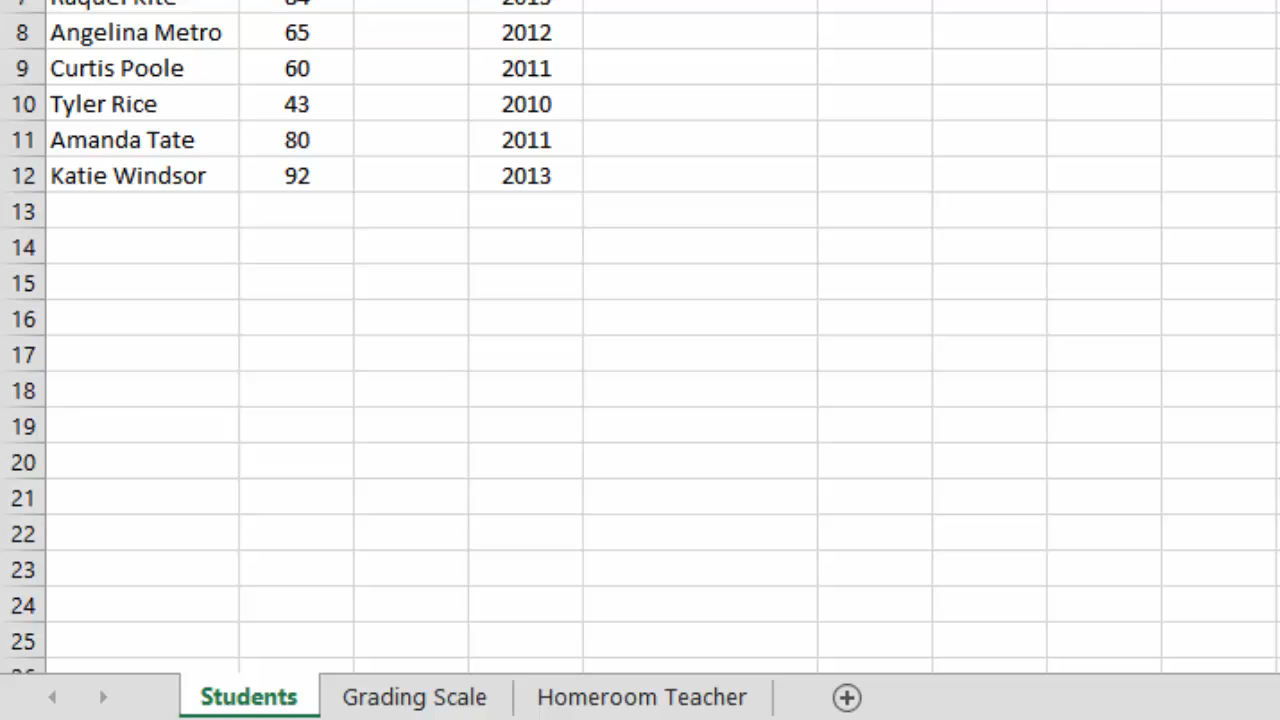 8 Angelina Metro 65 2012
9 Curtis Poole 60 2011
10 Tyler Rice 43 2010
11 Amanda Tate 80 2011
12 Katie Windsor 92 2013
13
14
15
16
17
18
19
20
21
22
23
24
25
Students Grading Scale Homeroom Teacher